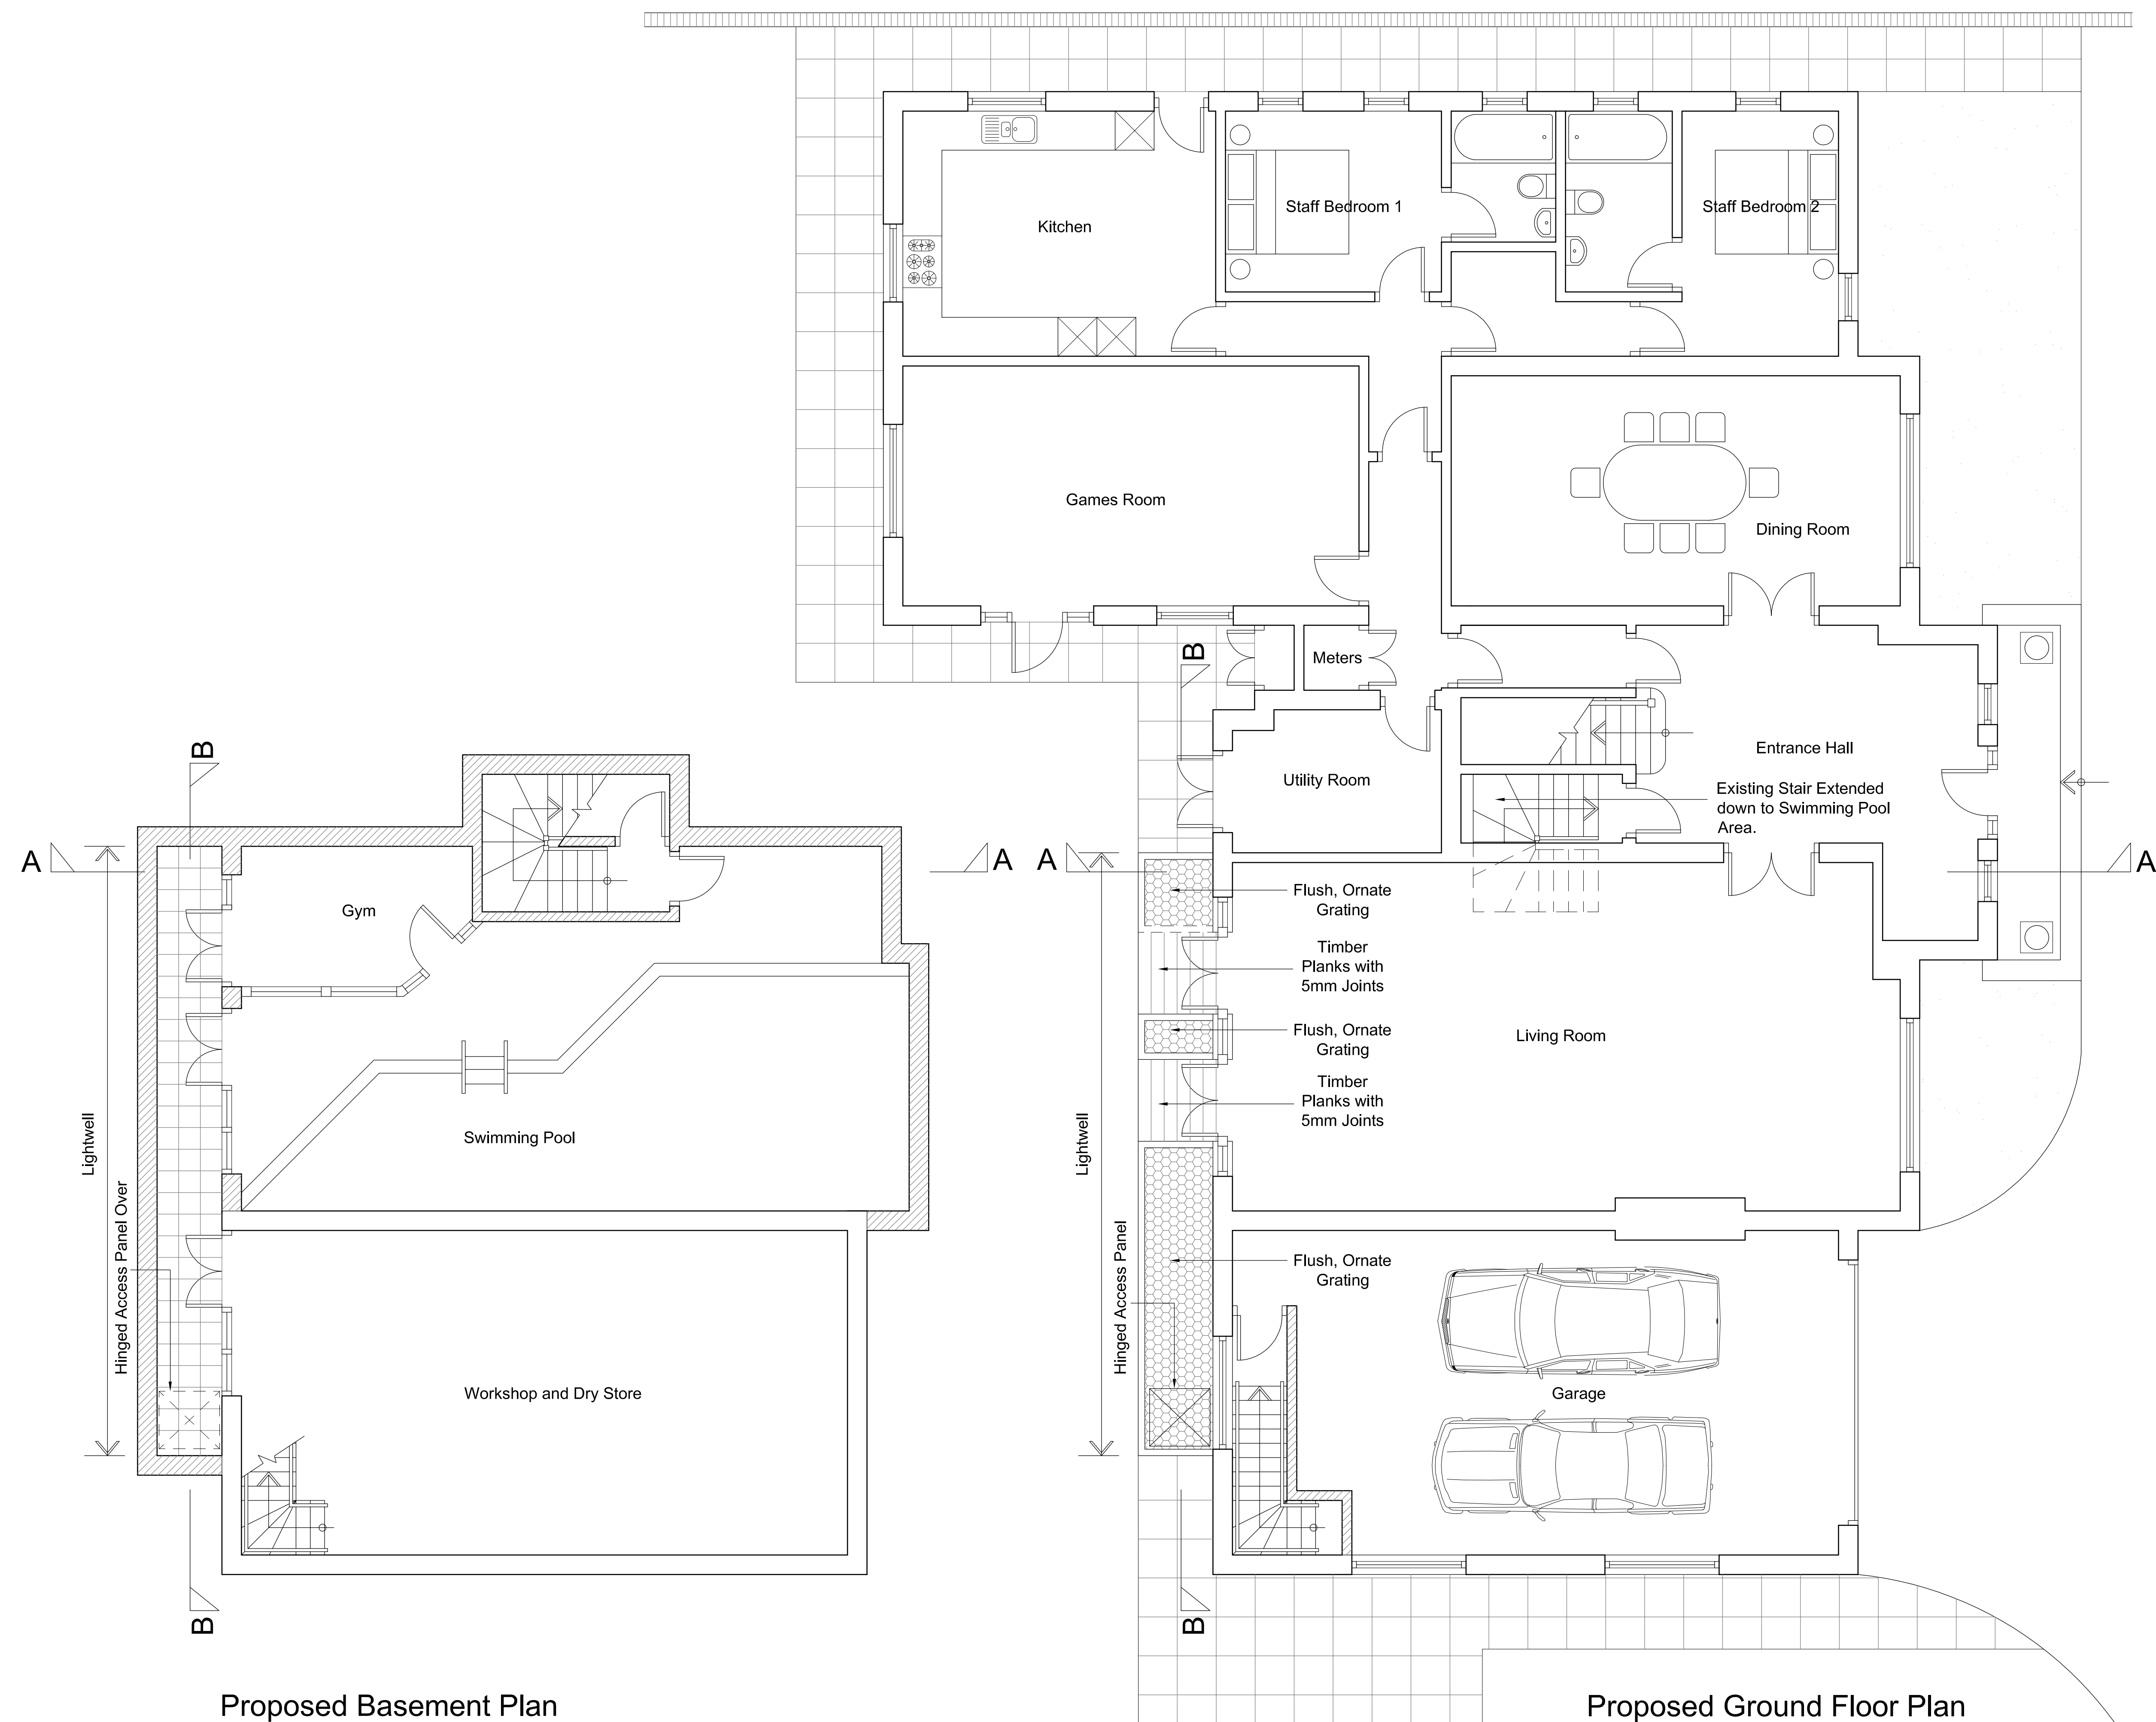 Kitchen
Staff Bedroom 1
Staff Bedroom 2
Games Room
Dining Room
Meters
B
Entrance Hall
Utility Room
Existing Stair Extended
down to Swimming Pool
Area.
A
A
Flush, Ornate
Grating
Timber
Planks with
5mm Joints
Flush, Ornate
Grating
Living Room
Timber
Planks with
5mm Joints
Lightwell
Hinged Access Panel
Flush, Ornate
Grating
Garage
B
Proposed Ground Floor Plan
B
A
A
Gym
Lightwell
Swimming Pool
Hinged Access Panel Over
Workshop and Dry Store
B
Proposed Basement Plan